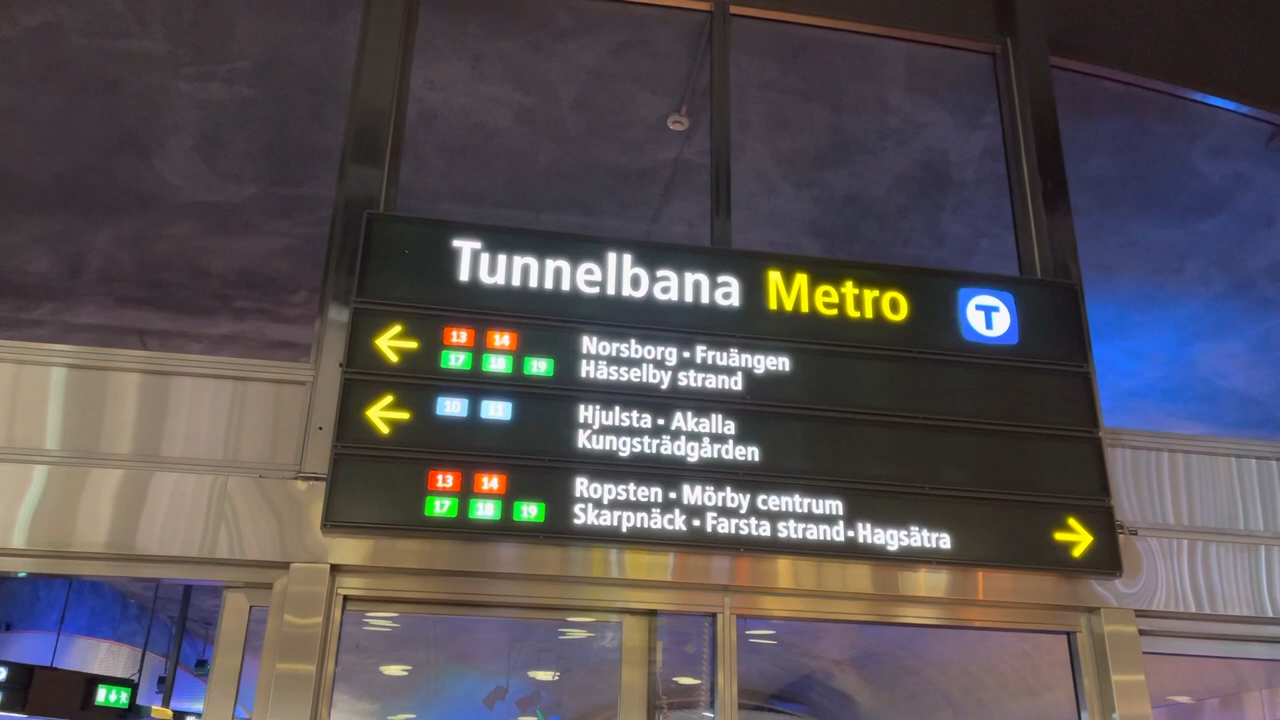 Tunnelbana Metro T
13 14
17 18 19
Norsborg - Fruängen
Hässelby strand
10 11
Hjulsta - Akalla
Kungsträdgården
13 14
17 18 19
Ropsten - Mörby centrum
Skarpnäck - Farsta strand - Hagsätra